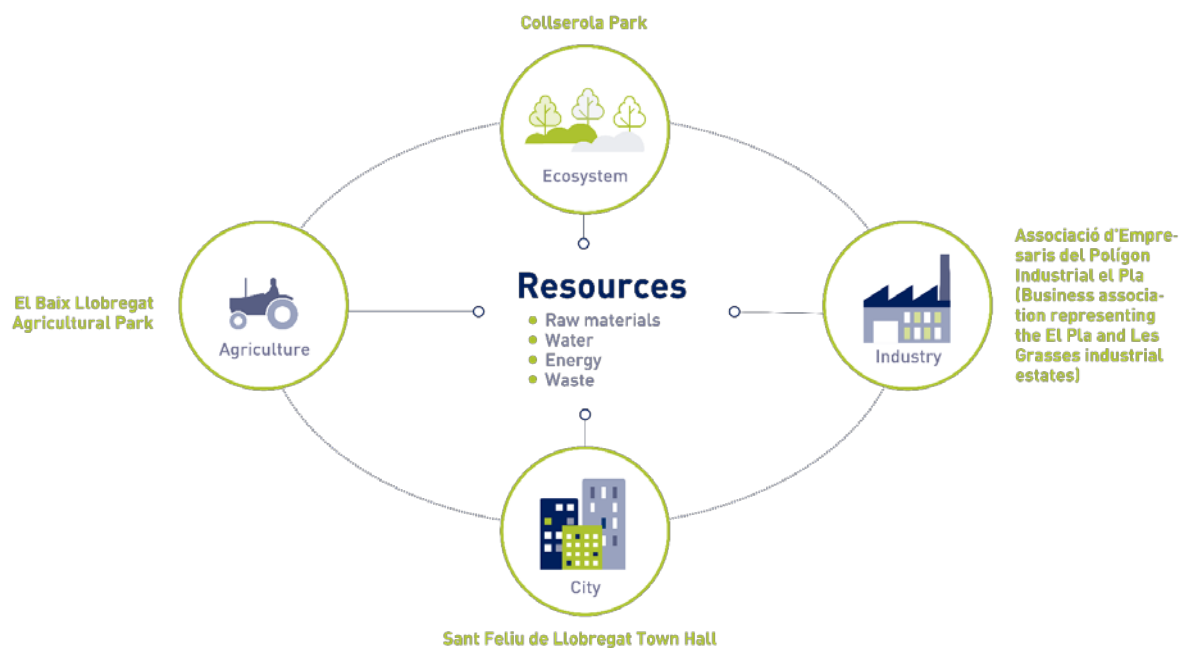 Collserola Park
Ecosystem
El Baix Llobregat
Agricultural Park
Agriculture
Resources
Raw materials
Water
Energy
Waste
Industry
Associació d'Empre-
saris del Polígon
Industrial el Pla
(Business associa-
tion representing
the El Pla and Les
Grasses industrial
estates)
City
Sant Feliu de Llobregat Town Hall